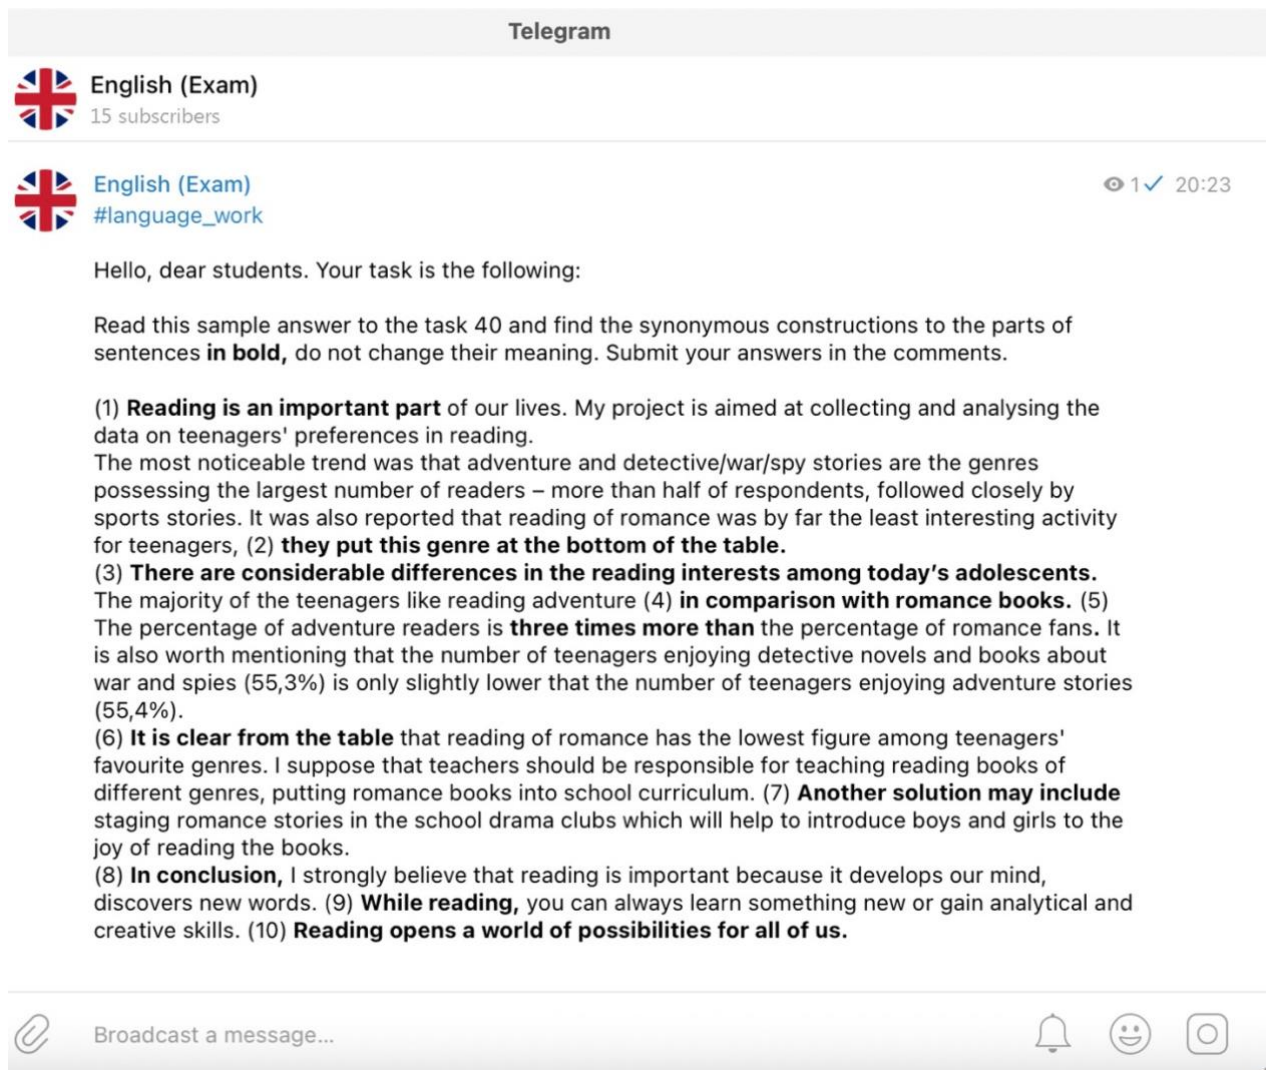 Telegram
English (Exam)
15 subscribers
English (Exam)
1 20:23
#language_work
Hello, dear students. Your task is the following:
Read this sample answer to the task 40 and find the synonymous constructions to the parts of
sentences in bold, do not change their meaning. Submit your answers in the comments.
(1) Reading is an important part of our lives. My project is aimed at collecting and analysing the
data on teenagers' preferences in reading.
The most noticeable trend was that adventure and detective/war/spy stories are the genres
possessing the largest number of readers – more than half of respondents, followed closely by
sports stories. It was also reported that reading of romance was by far the least interesting activity
for teenagers, (2) they put this genre at the bottom of the table.
(3) There are considerable differences in the reading interests among today’s adolescents.
The majority of the teenagers like reading adventure (4) in comparison with romance books. (5)
The percentage of adventure readers is three times more than the percentage of romance fans. It
is also worth mentioning that the number of teenagers enjoying detective novels and books about
war and spies (55,3%) is only slightly lower that the number of teenagers enjoying adventure stories
(55,4%).
(6) It is clear from the table that reading of romance has the lowest figure among teenagers'
favourite genres. I suppose that teachers should be responsible for teaching reading books of
different genres, putting romance books into school curriculum. (7) Another solution may include
staging romance stories in the school drama clubs which will help to introduce boys and girls to the
joy of reading the books.
(8) In conclusion, I strongly believe that reading is important because it develops our mind,
discovers new words. (9) While reading, you can always learn something new or gain analytical and
creative skills. (10) Reading opens a world of possibilities for all of us.
Broadcast a message...